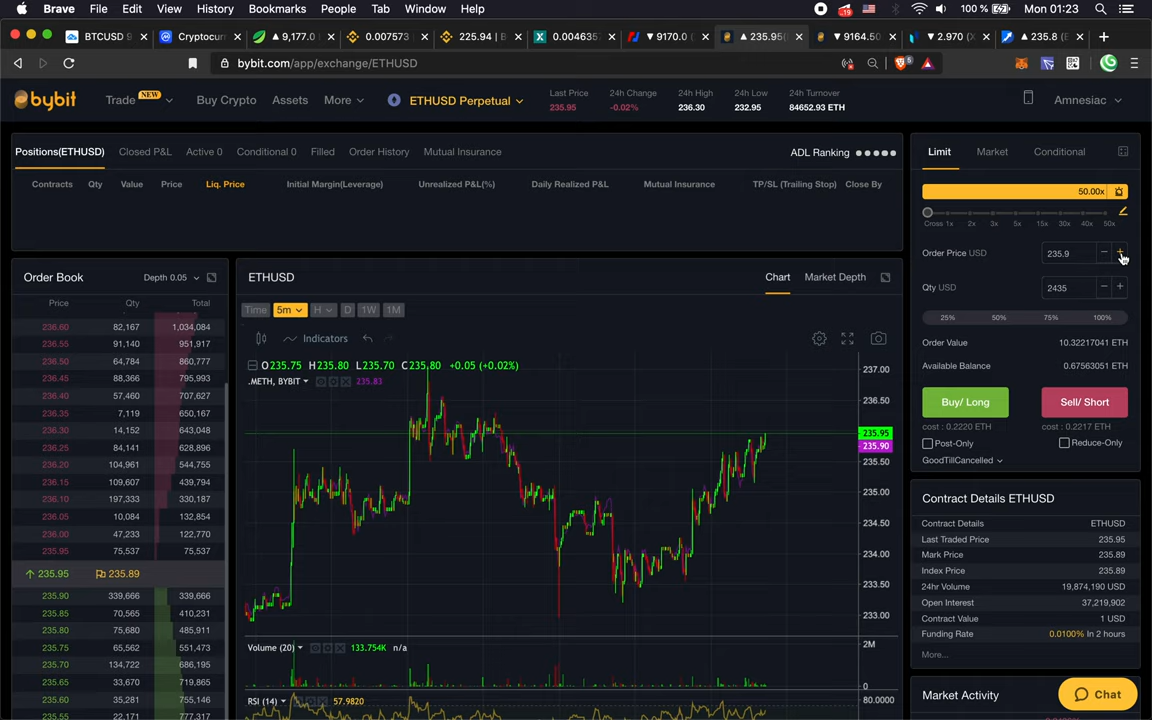 Brave File Edit View History Bookmarks People Tab Window Help
19 100 % Mon 01:23
BTCUSD 9 Cryptocur ▲ 9,177.0 0.007573 225.94 | B 0.00463 ▼ 9170.0 ( ▲ 235.95( ▼ 9164.50 ▼ 2.970 (X ▲ 235.8 (E
bybit.com/app/exchange/ETHUSD
BYBIT Trade NEW Buy Crypto Assets More ETHUSD Perpetual
Last Price 24h Change 24h High 24h Low 24h Turnover
235.95 -0.02% 236.30 232.95 84652.93 ETH
Amnesiac
Positions(ETHUSD) Closed P&L Active 0 Conditional 0 Filled Order History Mutual Insurance ADL Ranking
Contracts Qty Value Price Liq. Price Initial Margin(Leverage) Unrealized P&L(%) Daily Realized P&L Mutual Insurance TP/SL (Trailing Stop) Close By
Order Book Depth 0.05
Price Qty Total
236.60 82,167 1,034,084
236.55 91,140 951,917
236.50 64,784 860,777
236.45 88,366 795,993
236.40 57,460 707,627
236.35 7,119 650,167
236.30 14,152 643,048
236.25 84,141 628,896
236.20 104,961 544,755
236.15 109,607 439,794
236.10 197,333 330,187
236.05 10,084 132,854
236.00 47,233 122,770
235.95 75,537 75,537
235.95 235.89
235.90 339,666 339,666
235.85 70,565 410,231
235.80 75,680 485,911
235.75 65,562 551,473
235.70 134,722 686,195
235.65 33,670 719,865
235.60 35,281 755,146
235.55 22,171 777,317
ETHUSD Chart Market Depth
Time 5m H D 1W 1M
Indicators
O235.75 H235.80 L235.70 C235.80 +0.05 (+0.02%)
.METH, BYBIT 235.83
237.00
236.50
235.95
235.90
235.50
235.00
234.50
234.00
233.50
233.00
Volume (20) 133.754K n/a
2M
0
RSI (14) 57.9820
80.0000
Limit Market Conditional
50.00x
Cross 1x 2x 3x 5x 15x 30x 40x 50x
Order Price USD 235.9 − +
Qty USD 2435 − +
25% 50% 75% 100%
Order Value 10.32217041 ETH
Available Balance 0.67563051 ETH
Buy/ Long Sell/ Short
cost : 0.2220 ETH cost : 0.2217 ETH
Post-Only Reduce-Only
GoodTillCancelled
Contract Details ETHUSD
Contract Details ETHUSD
Last Traded Price 235.95
Mark Price 235.89
Index Price 235.89
24hr Volume 19,874,190 USD
Open Interest 37,219,902
Contract Value 1 USD
Funding Rate 0.0100% In 2 hours
More...
Market Activity
Chat